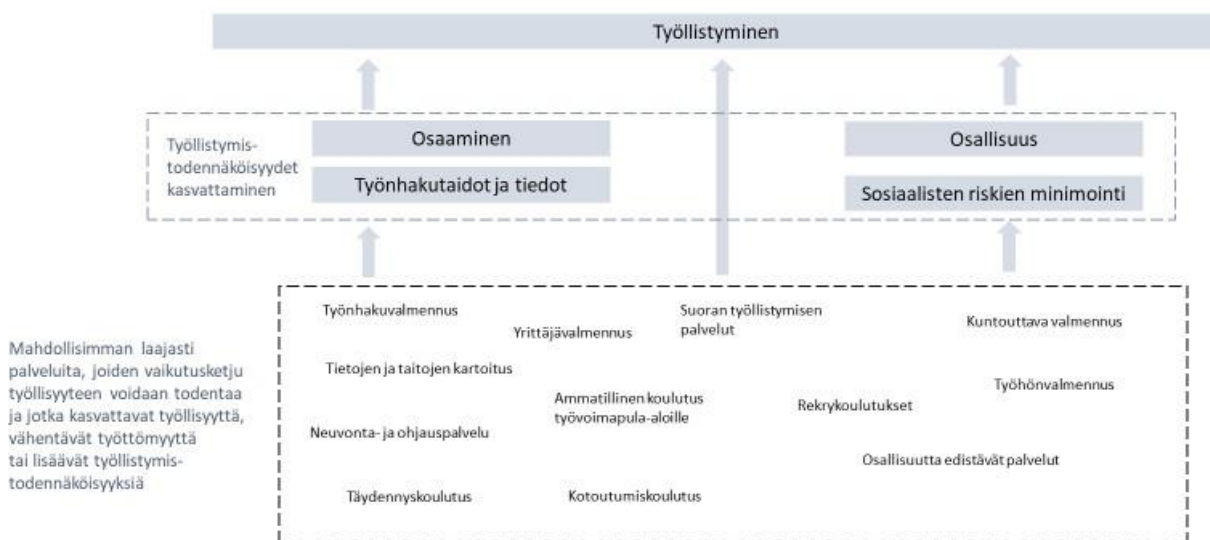 Työllistyminen
Työllistymis-
todennäköisyydet
kasvattaminen
Osaaminen
Työnhakutaidot ja tiedot
Osallisuus
Sosiaalisten riskien minimointi
Mahdollisimman laajasti
palveluita, joiden vaikutusketju
työllisyyteen voidaan todentaa
ja jotka kasvattavat työllisyyttä,
vähentävät työttömyyttä
tai lisäävät työllistymis-
todennäköisyyksiä
Työnhakuvalmennus
Yrittäjävalmennus
Suoran työllistymisen
palvelut
Kuntouttava valmennus
Tietojen ja taitojen kartoitus
Ammatillinen koulutus
työvoimapula-aloille
Rekrykoulutukset
Työhönvalmennus
Neuvonta- ja ohjauspalvelu
Osallisuutta edistävät palvelut
Täydennyskoulutus
Kotoutumiskoulutus